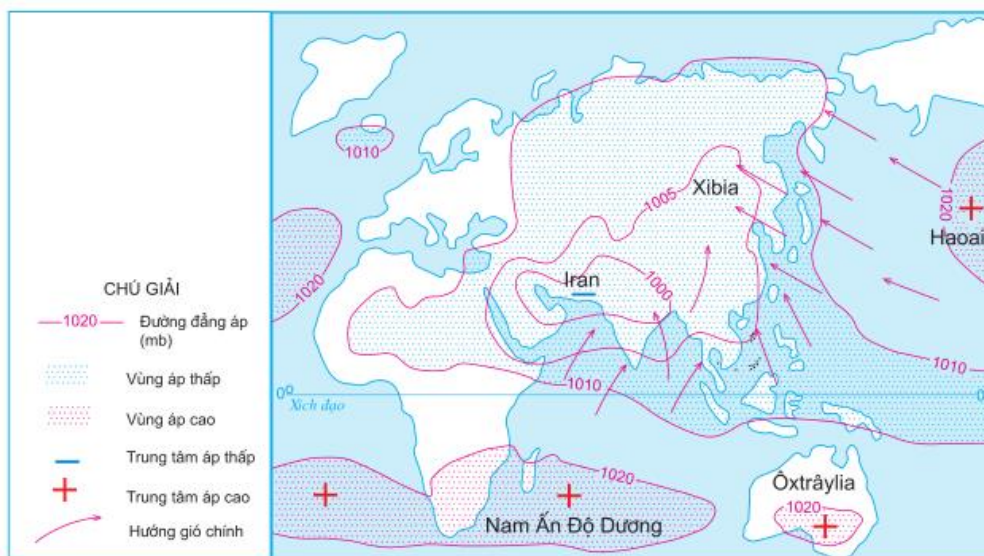 CHÚ GIẢI
1020 Đường đẳng áp
(mb)
Vùng áp thấp
Vùng áp cao
Trung tâm áp thấp
Trung tâm áp cao
Hướng gió chính
1010
1020
1005
Xibia
1020
Haoai
Iran
1000
1010
1010
0º
Xích đạo
0
1020
Nam Ấn Độ Dương
Ôxtrâylia
1020